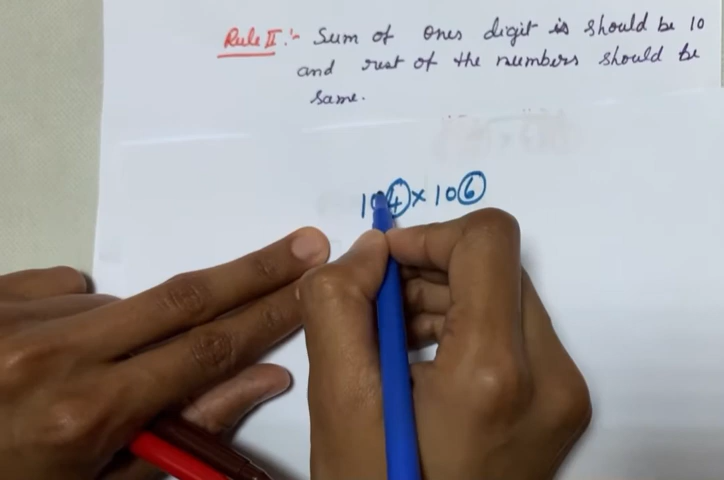 Rule II :- Sum of ones digit is should be 10
and rest of the numbers should be
same.
104 × 106